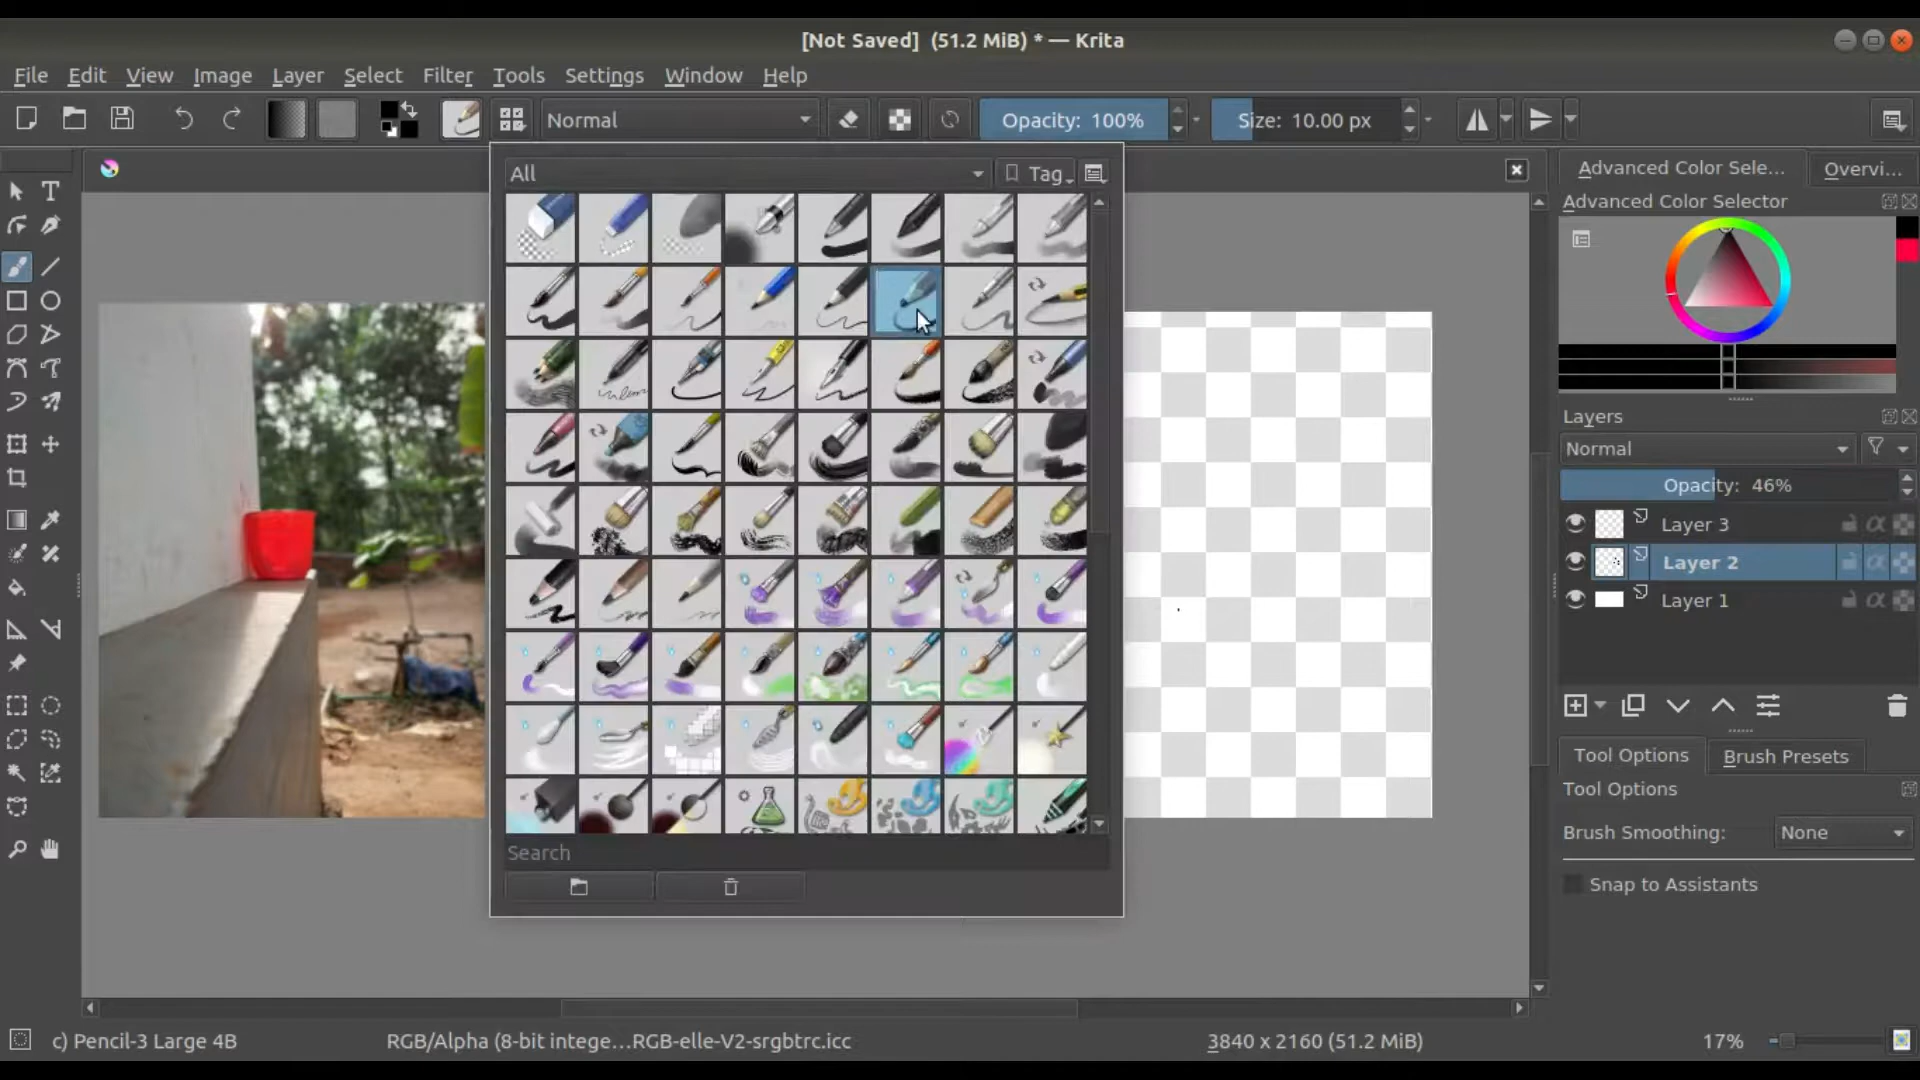 [Not Saved]  (51.2 MiB) * — Krita
File Edit View Image Layer Select Filter Tools Settings Window Help
Normal Opacity: 100% Size: 10.00 px
All Tag
Advanced Color Sele... Overvi...
Advanced Color Selector
Layers
Normal
Opacity: 46%
Layer 3
Layer 2
Layer 1
Tool Options Brush Presets
Tool Options
Brush Smoothing: None
Snap to Assistants
Search
c) Pencil-3 Large 4B RGB/Alpha (8-bit intege...RGB-elle-V2-srgbtrc.icc 3840 x 2160 (51.2 MiB) 17%